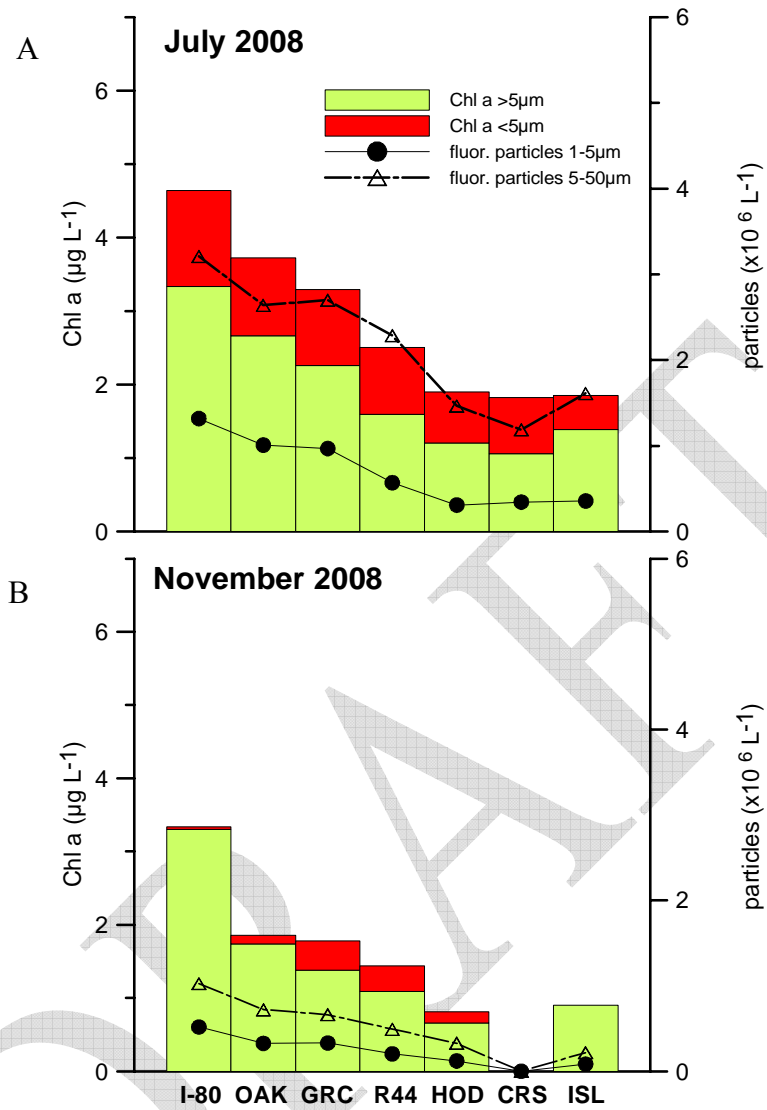 A
July 2008
Chl a >5µm
Chl a <5µm
fluor. particles 1-5µm
fluor. particles 5-50µm
6
4
2
0
Chl a (µg L-1)
6
4
2
0
particles (x10 6 L-1)
B
November 2008
6
4
2
0
Chl a (µg L-1)
6
4
2
0
particles (x10 6 L-1)
I-80 OAK GRC R44 HOD CRS ISL
DRAFT